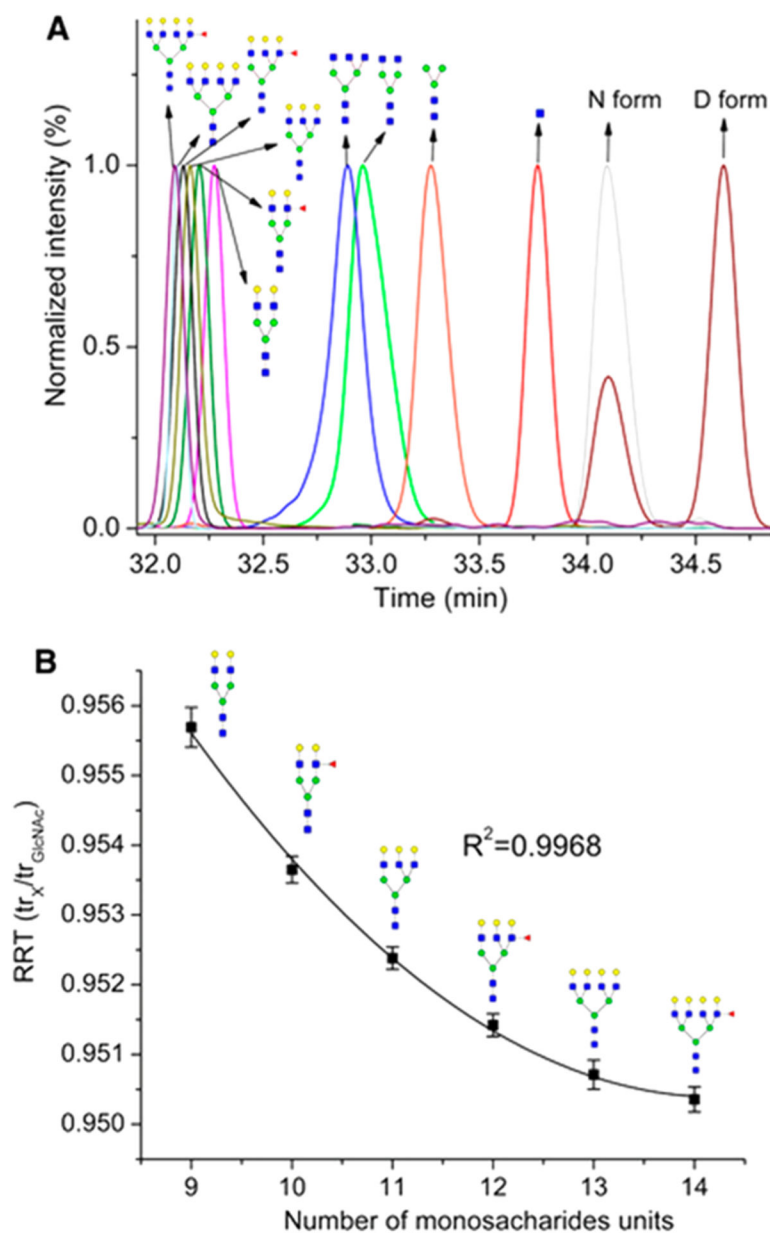 A
N form
D form
Normalized intensity (%)
1.0
0.5
0.0
32.0 32.5 33.0 33.5 34.0 34.5
Time (min)
B
RRT (trX/trGlcNAc)
0.956
0.955
0.954
0.953
0.952
0.951
0.950
R2=0.9968
9 10 11 12 13 14
Number of monosacharides units